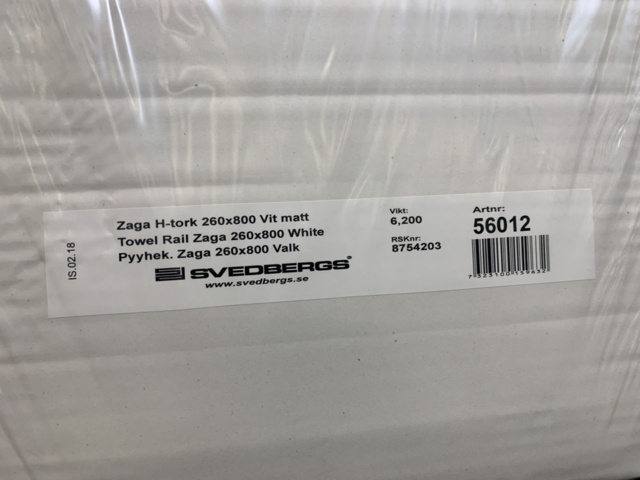 IS.02.18
Zaga H-tork 260x800 Vit matt
Towel Rail Zaga 260x800 White
Pyyhek. Zaga 260x800 Valk
SVEDBERGS®
www.svedbergs.se
Vikt:
6,200
RSKnr:
8754203
Artnr:
56012